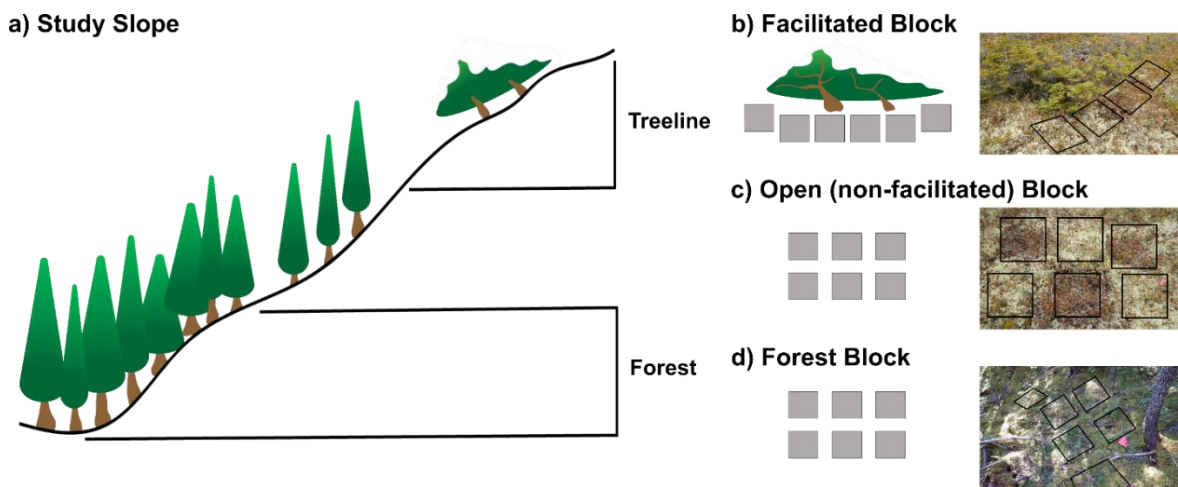 a) Study Slope
Treeline
Forest
b) Facilitated Block
c) Open (non-facilitated) Block
d) Forest Block